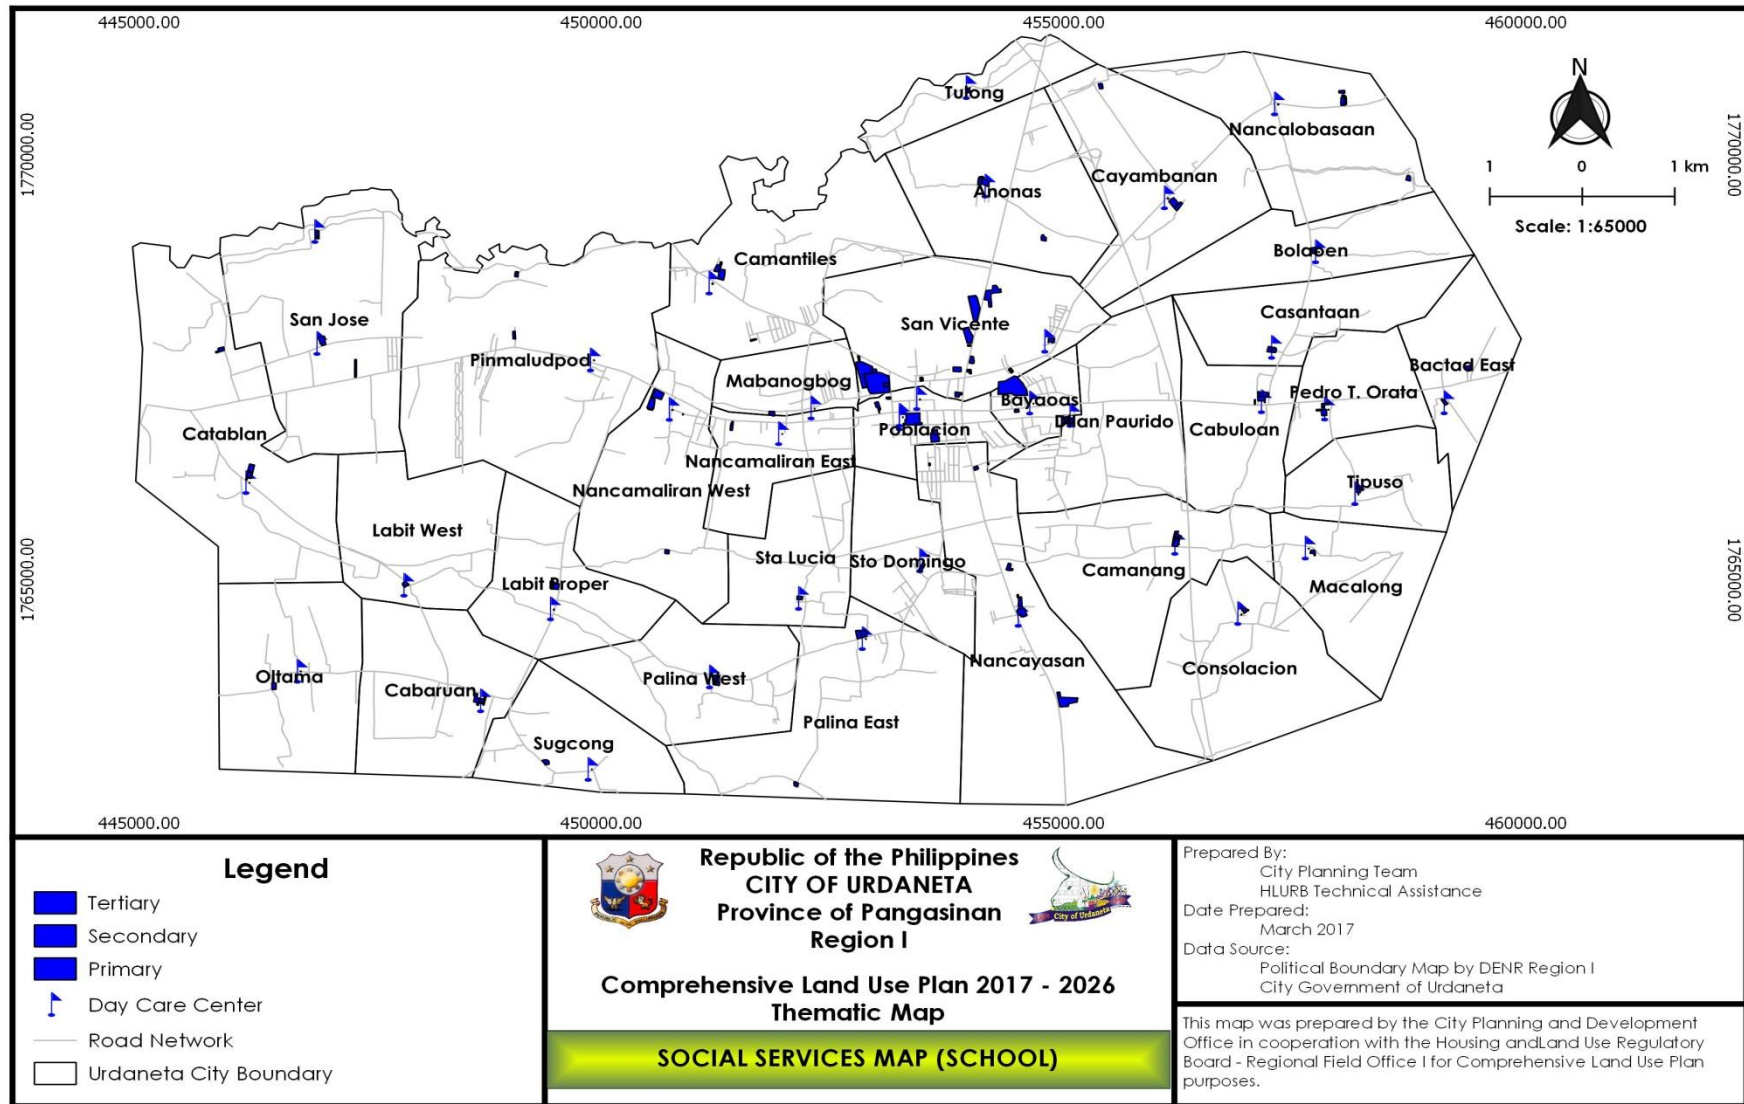 445000.00
450000.00
455000.00
460000.00
1770000.00
1770000.00
N
1 0 1 km
Scale: 1:65000
Tulong
Nancalobasaan
Cayambanan
Anonas
Camantiles
Bolaoen
San Jose
San Vicente
Casantaan
Pinmaludpod
Bactad East
Mabanogbog
Pedro T. Orata
Bayaoas
Dilan Paurido
Cabuloan
Catablan
Poblacion
Nancamaliran East
Nancamaliran West
Tipuso
Labit West
Sta Lucia
Sto Domingo
Camanang
Labit Proper
Macalong
1765000.00
1765000.00
Oltama
Cabaruan
Palina West
Nancayasan
Consolacion
Palina East
Sugcong
445000.00
450000.00
455000.00
460000.00
Legend
Tertiary
Secondary
Primary
Day Care Center
Road Network
Urdaneta City Boundary
Republic of the Philippines
CITY OF URDANETA
Province of Pangasinan
Region I
City of Urdaneta
Comprehensive Land Use Plan 2017 - 2026
Thematic Map
SOCIAL SERVICES MAP (SCHOOL)
Prepared By:
City Planning Team
HLURB Technical Assistance
Date Prepared:
March 2017
Data Source:
Political Boundary Map by DENR Region I
City Government of Urdaneta
This map was prepared by the City Planning and Development
Office in cooperation with the Housing andLand Use Regulatory
Board - Regional Field Office I for Comprehensive Land Use Plan
purposes.